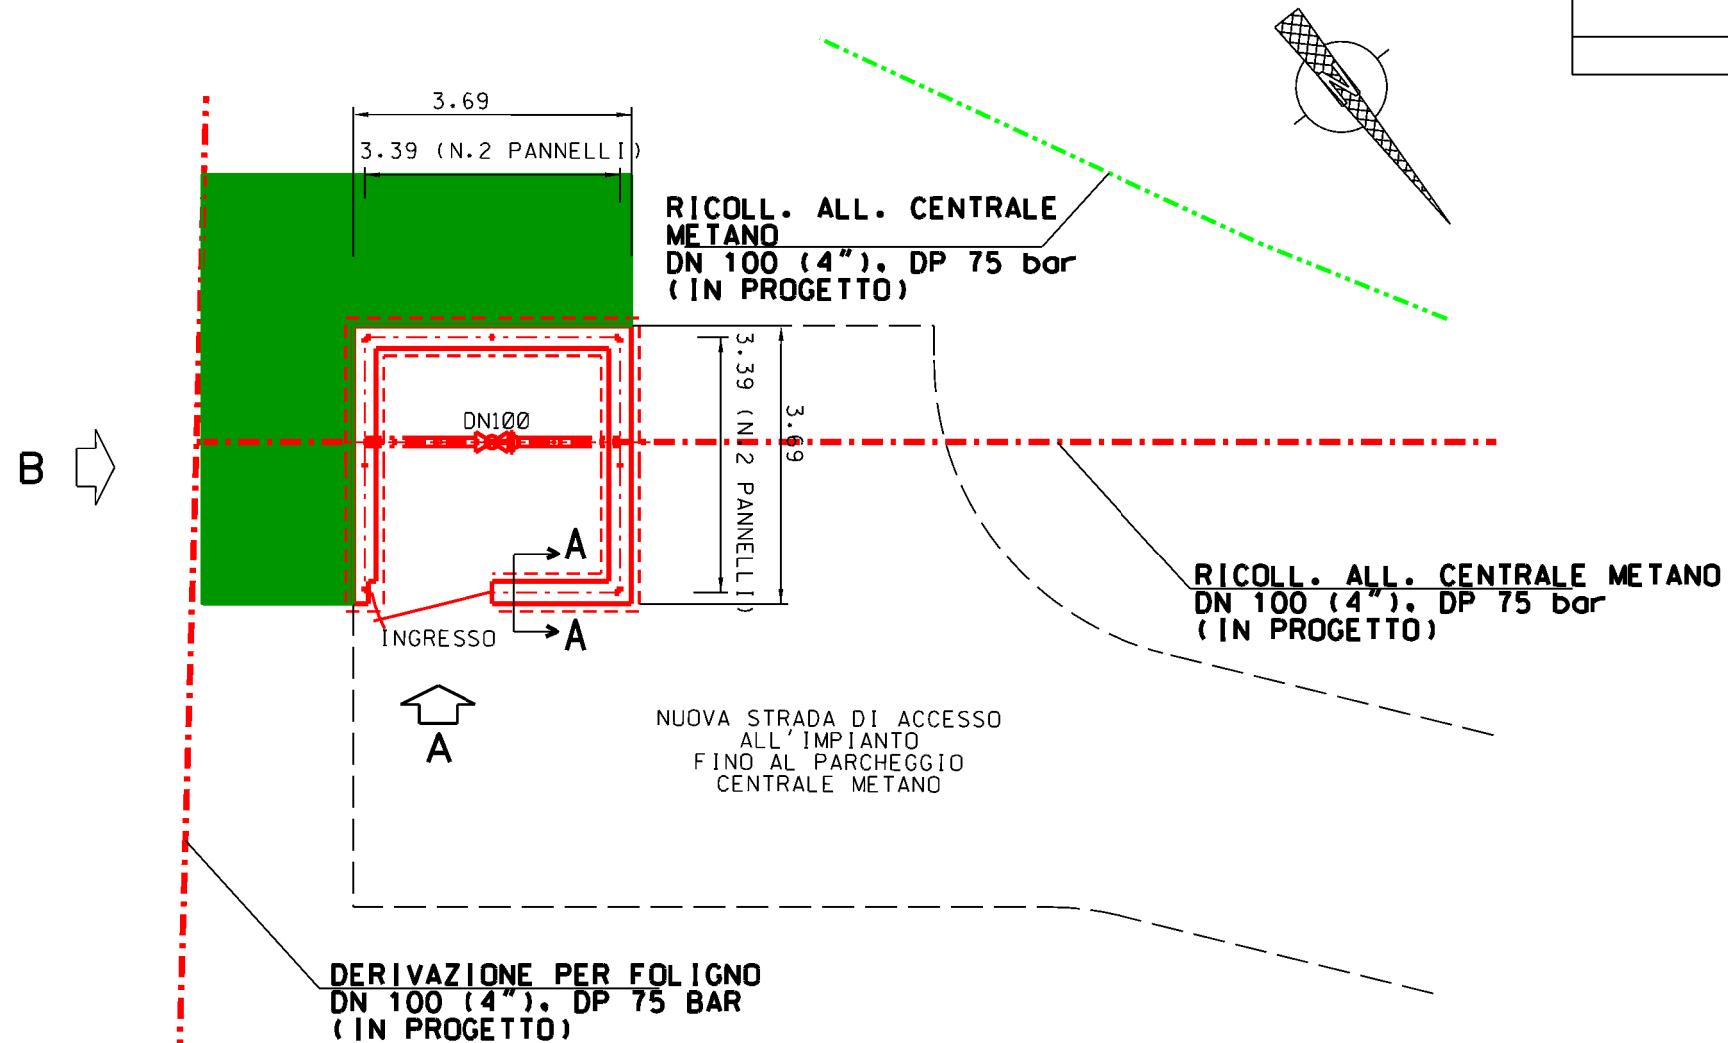 3.69
3.39 (N.2 PANNELLI)
N
RICOLL. ALL. CENTRALE
METANO
DN 100 (4"), DP 75 bar
(IN PROGETTO)
3.39 (N.2 PANNELLI)
3.69
DN100
B
A
A
INGRESSO
A
RICOLL. ALL. CENTRALE METANO
DN 100 (4"), DP 75 bar
(IN PROGETTO)
NUOVA STRADA DI ACCESSO
ALL'IMPIANTO
FINO AL PARCHEGGIO
CENTRALE METANO
DERIVAZIONE PER FOLIGNO
DN 100 (4"), DP 75 BAR
(IN PROGETTO)